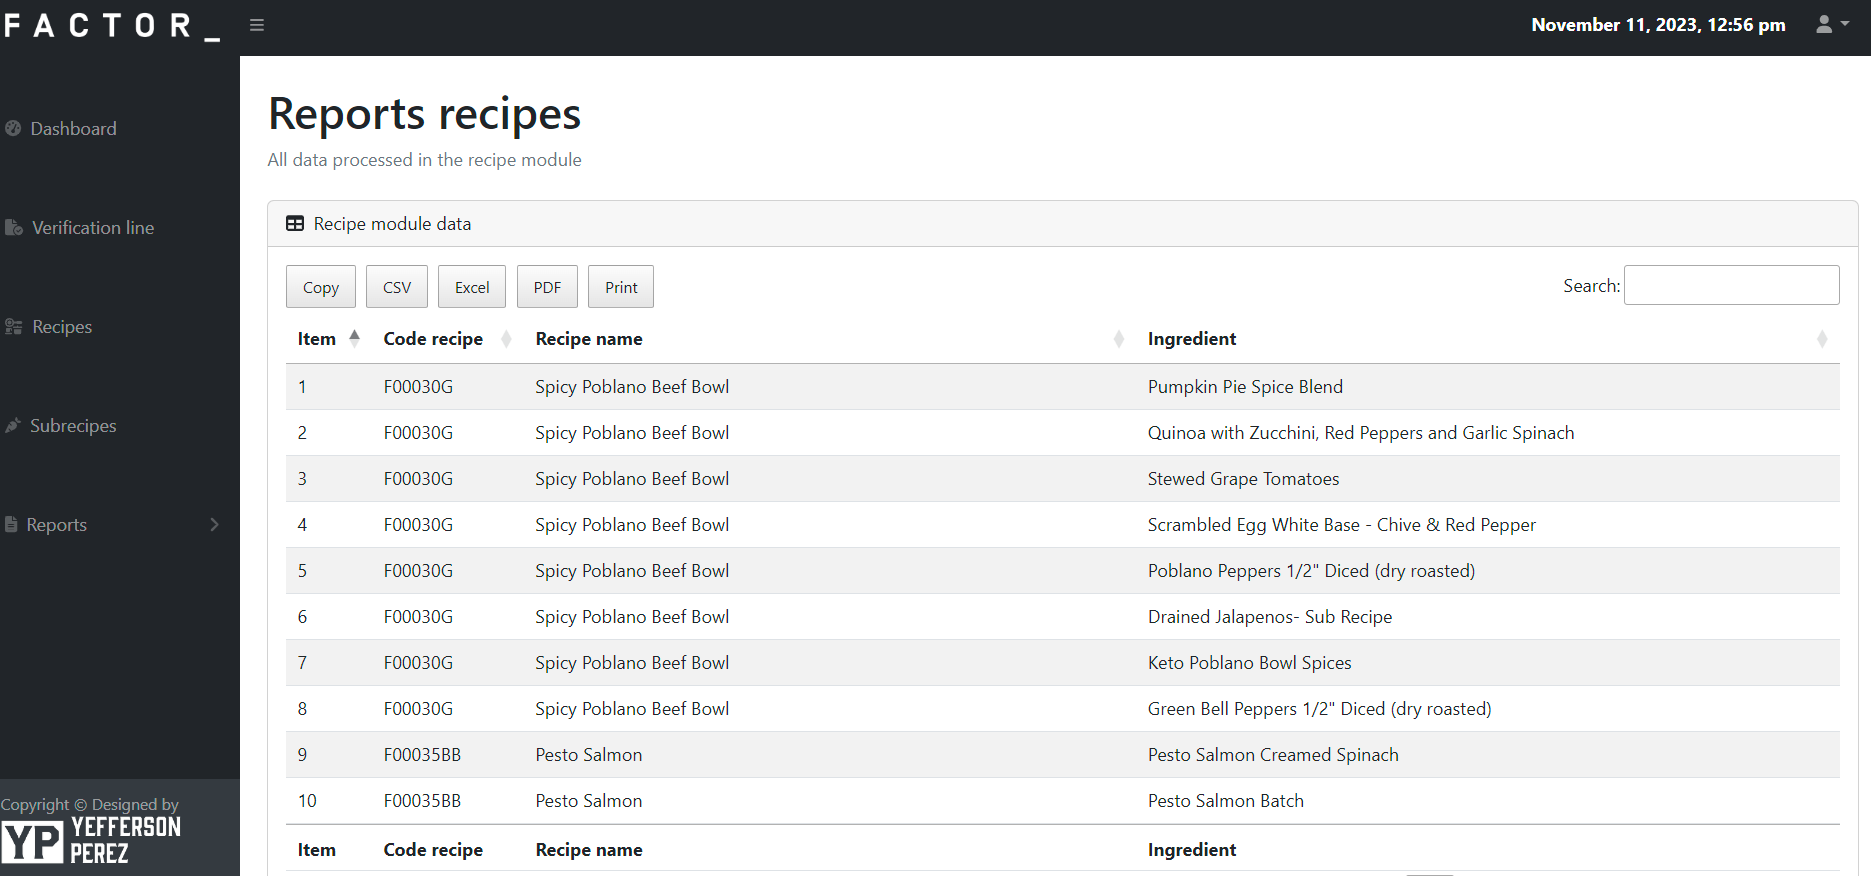 FACTOR_
November 11, 2023, 12:56 pm
Dashboard
Verification line
Recipes
Subrecipes
Reports
Copyright © Designed by
YP YEFFERSON
PEREZ
Reports recipes
All data processed in the recipe module
Recipe module data
Copy CSV Excel PDF Print Search:
Item Code recipe Recipe name Ingredient
1 F00030G Spicy Poblano Beef Bowl Pumpkin Pie Spice Blend
2 F00030G Spicy Poblano Beef Bowl Quinoa with Zucchini, Red Peppers and Garlic Spinach
3 F00030G Spicy Poblano Beef Bowl Stewed Grape Tomatoes
4 F00030G Spicy Poblano Beef Bowl Scrambled Egg White Base - Chive & Red Pepper
5 F00030G Spicy Poblano Beef Bowl Poblano Peppers 1/2" Diced (dry roasted)
6 F00030G Spicy Poblano Beef Bowl Drained Jalapenos- Sub Recipe
7 F00030G Spicy Poblano Beef Bowl Keto Poblano Bowl Spices
8 F00030G Spicy Poblano Beef Bowl Green Bell Peppers 1/2" Diced (dry roasted)
9 F00035BB Pesto Salmon Pesto Salmon Creamed Spinach
10 F00035BB Pesto Salmon Pesto Salmon Batch
Item Code recipe Recipe name Ingredient